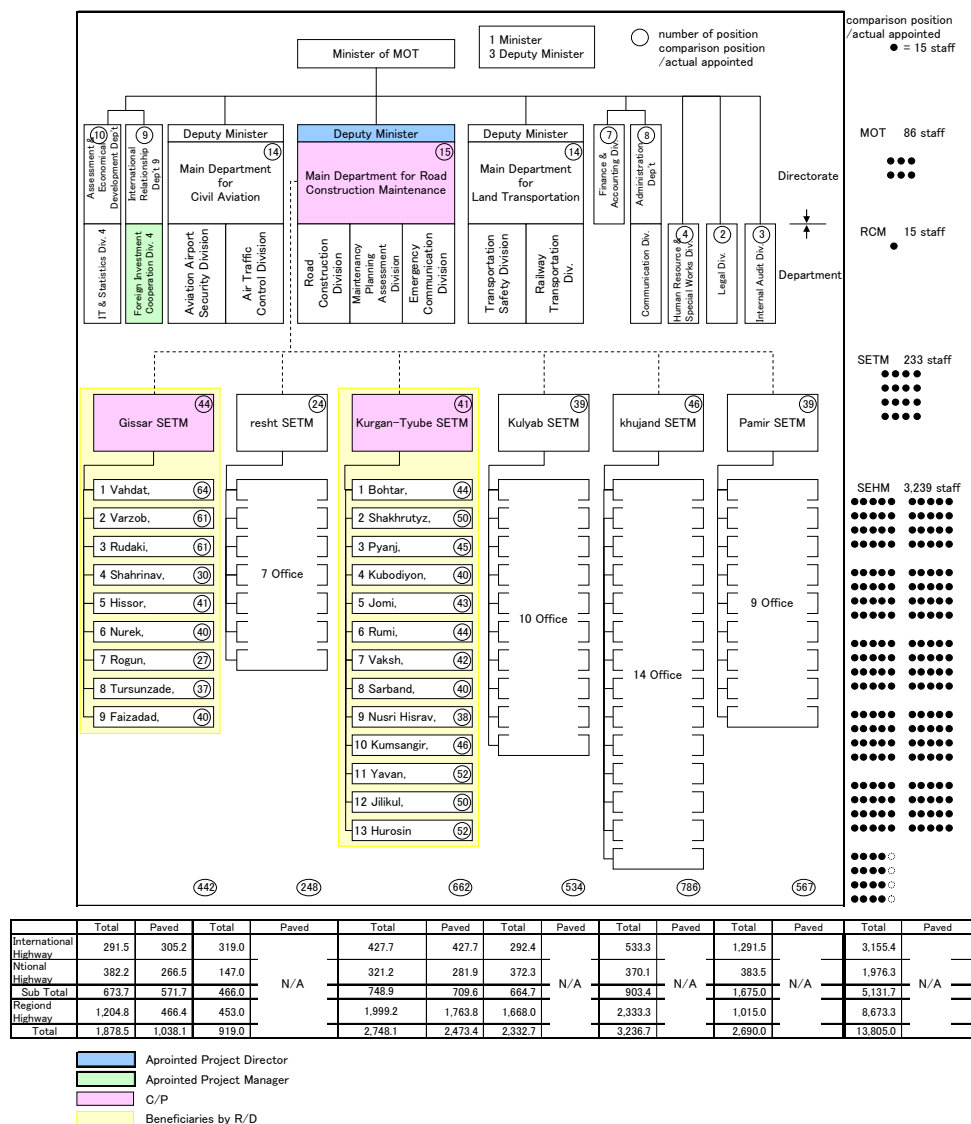 comparison position
/actual appointed
● = 15 staff
Minister of MOT
1 Minister
3 Deputy Minister
number of position
comparison position
/actual appointed
MOT 86 staff
Directorate
RCM 15 staff
Department
10
Assessment &
Economical
Development Dep't
9
International
Relationship
Dep't 9
Deputy Minister
14
Main Department
for
Civil Aviation
Deputy Minister
15
Main Department for Road
Construction Maintenance
Deputy Minister
14
Main Department
for
Land Transportation
7
Finance &
Accounting Div.
8
Administration
Dep't
IT & Statistics Div. 4
Foreign Investment
Cooperation Div. 4
Aviation Airport
Security Division
Air Traffic
Control Division
Road
Construction
Division
Maintenancy
Planning
Assessment
Division
Emergency
Communication
Division
Transportation
Safety Division
Railway
Transportation
Div.
Communication Div.
4
Human Resource &
Special Works Div.
2
Legal Div.
3
Internal Audit Div.
SETM 233 staff
44
Gissar SETM
24
resht SETM
41
Kurgan-Tyube SETM
39
Kulyab SETM
46
khujand SETM
39
Pamir SETM
SEHM 3,239 staff
1 Vahdat, 64
2 Varzob, 61
3 Rudaki, 61
4 Shahrinav, 30
5 Hissor, 41
6 Nurek, 40
7 Rogun, 27
8 Tursunzade, 37
9 Faizadad, 40
7 Office
1 Bohtar, 44
2 Shakhrutyz, 50
3 Pyanj, 45
4 Kubodiyon, 40
5 Jomi, 43
6 Rumi, 44
7 Vaksh, 42
8 Sarband, 40
9 Nusri Hisrav, 38
10 Kumsangir, 46
11 Yavan, 52
12 Jilikul, 50
13 Hurosin 52
10 Office
14 Office
9 Office
442 248 662 534 786 567
Total Paved Total Paved Total Paved Total Paved Total Paved Total Paved Total Paved
International
Highway 291.5 305.2 319.0 427.7 427.7 292.4 533.3 1,291.5 3,155.4
Ntional
Highway 382.2 266.5 147.0 321.2 281.9 372.3 370.1 383.5 1,976.3
N/A N/A N/A N/A N/A
Sub Total 673.7 571.7 466.0 748.9 709.6 664.7 903.4 1,675.0 5,131.7
Regiond
Highway 1,204.8 466.4 453.0 1,999.2 1,763.8 1,668.0 2,333.3 1,015.0 8,673.3
Total 1,878.5 1,038.1 919.0 2,748.1 2,473.4 2,332.7 3,236.7 2,690.0 13,805.0
Aprointed Project Director
Aprointed Project Manager
C/P
Beneficiaries by R/D